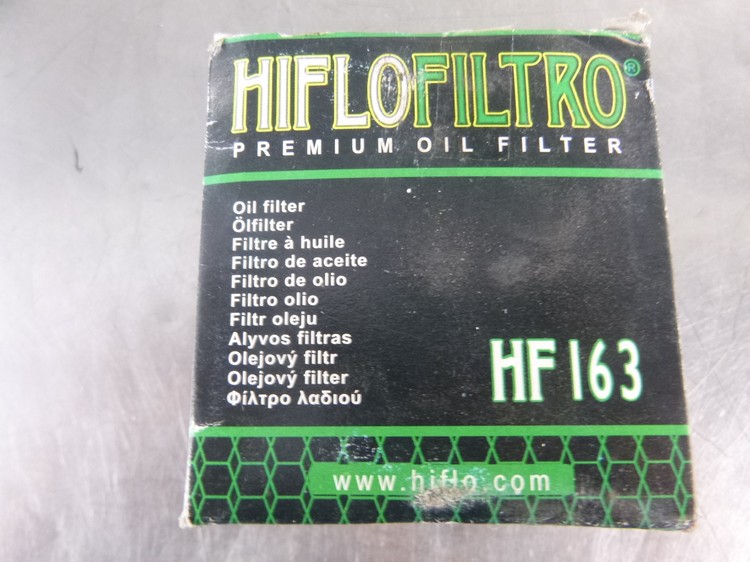 HIFLOFILTRO®
PREMIUM OIL FILTER
Oil filter
Ölfilter
Filtre à huile
Filtro de aceite
Filtro de olio
Filtro olio
Filtr oleju
Alyvos filtras
Olejový filtr
Olejový filter
Φίλτρο λαδιού
HF163
www.hiflo.com